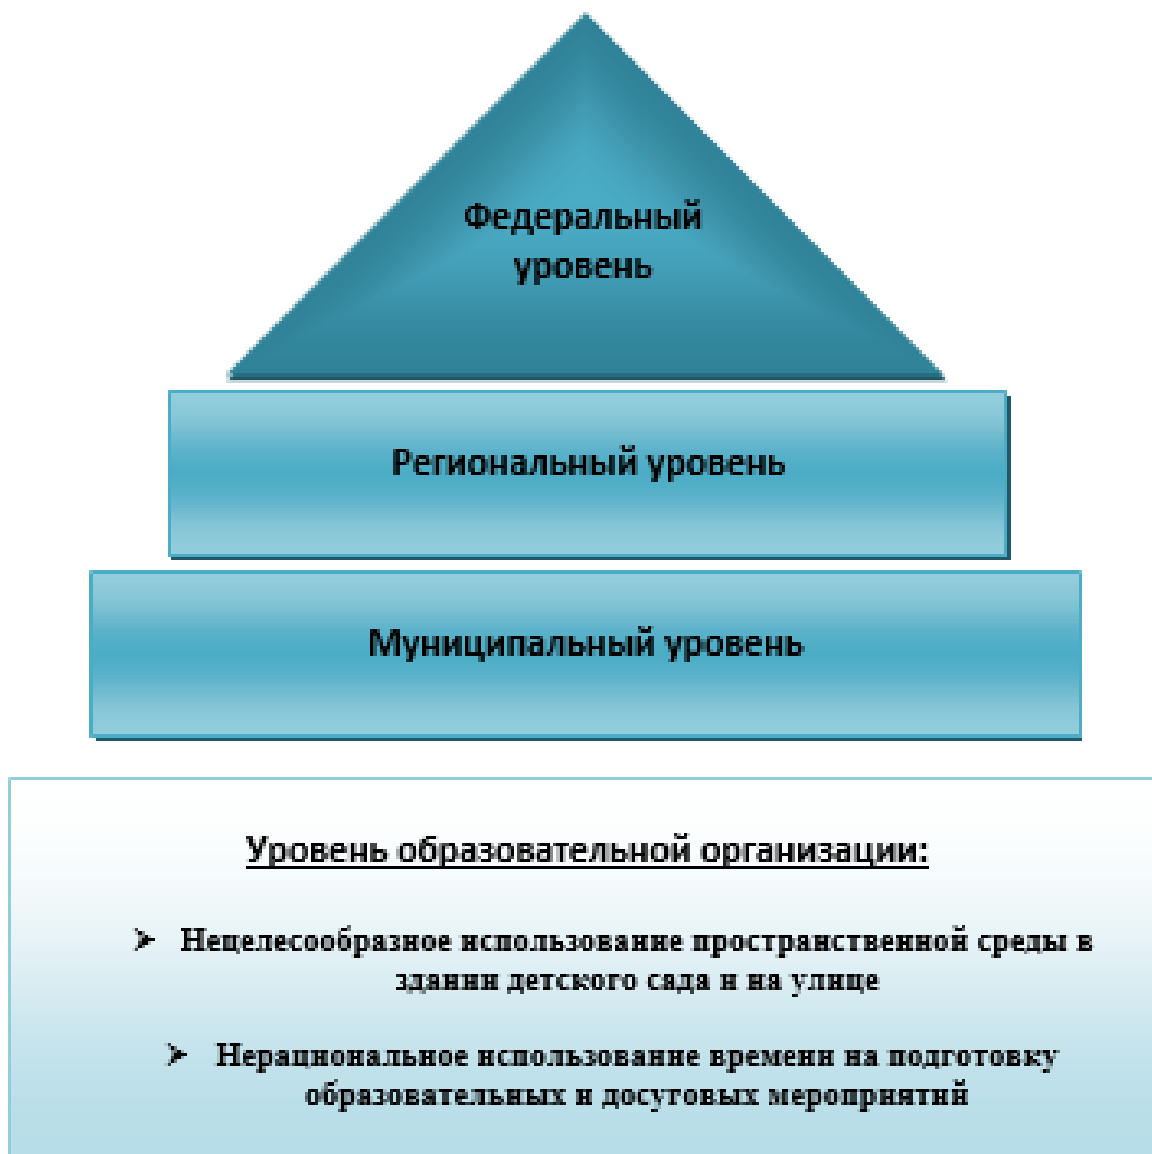 Федеральный
уровень
Региональный уровень
Муниципальный уровень
Уровень образовательной организации:
➤ Нецелесообразное использование пространственной среды в
здании детского сада и на улице
➤ Нерациональное использование времени на подготовку
образовательных и досуговых мероприятий